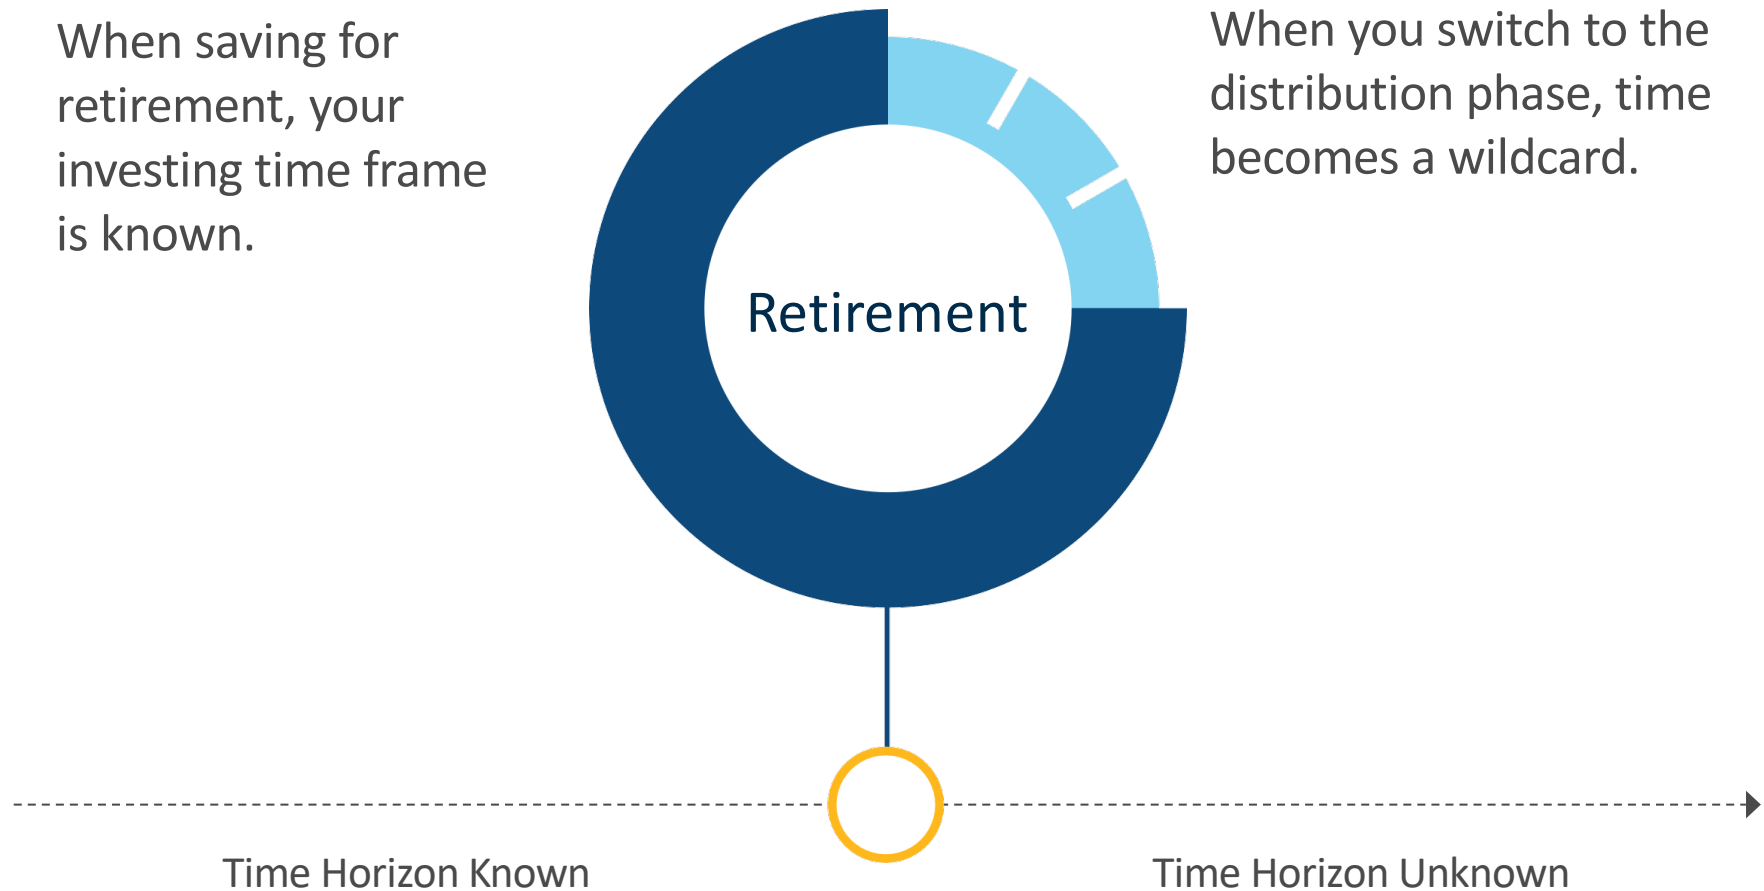 When saving for
retirement, your
investing time frame
is known.
When you switch to the
distribution phase, time
becomes a wildcard.
Retirement
Time Horizon Known
Time Horizon Unknown